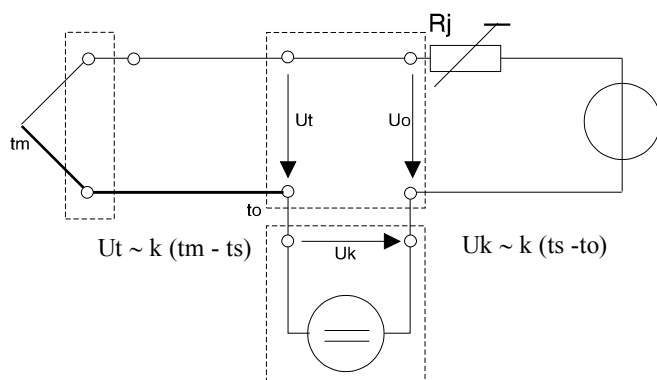 Rj
Ut
Uo
tm
to
Ut ~ k (tm - ts)
Uk
Uk ~ k (ts -to)